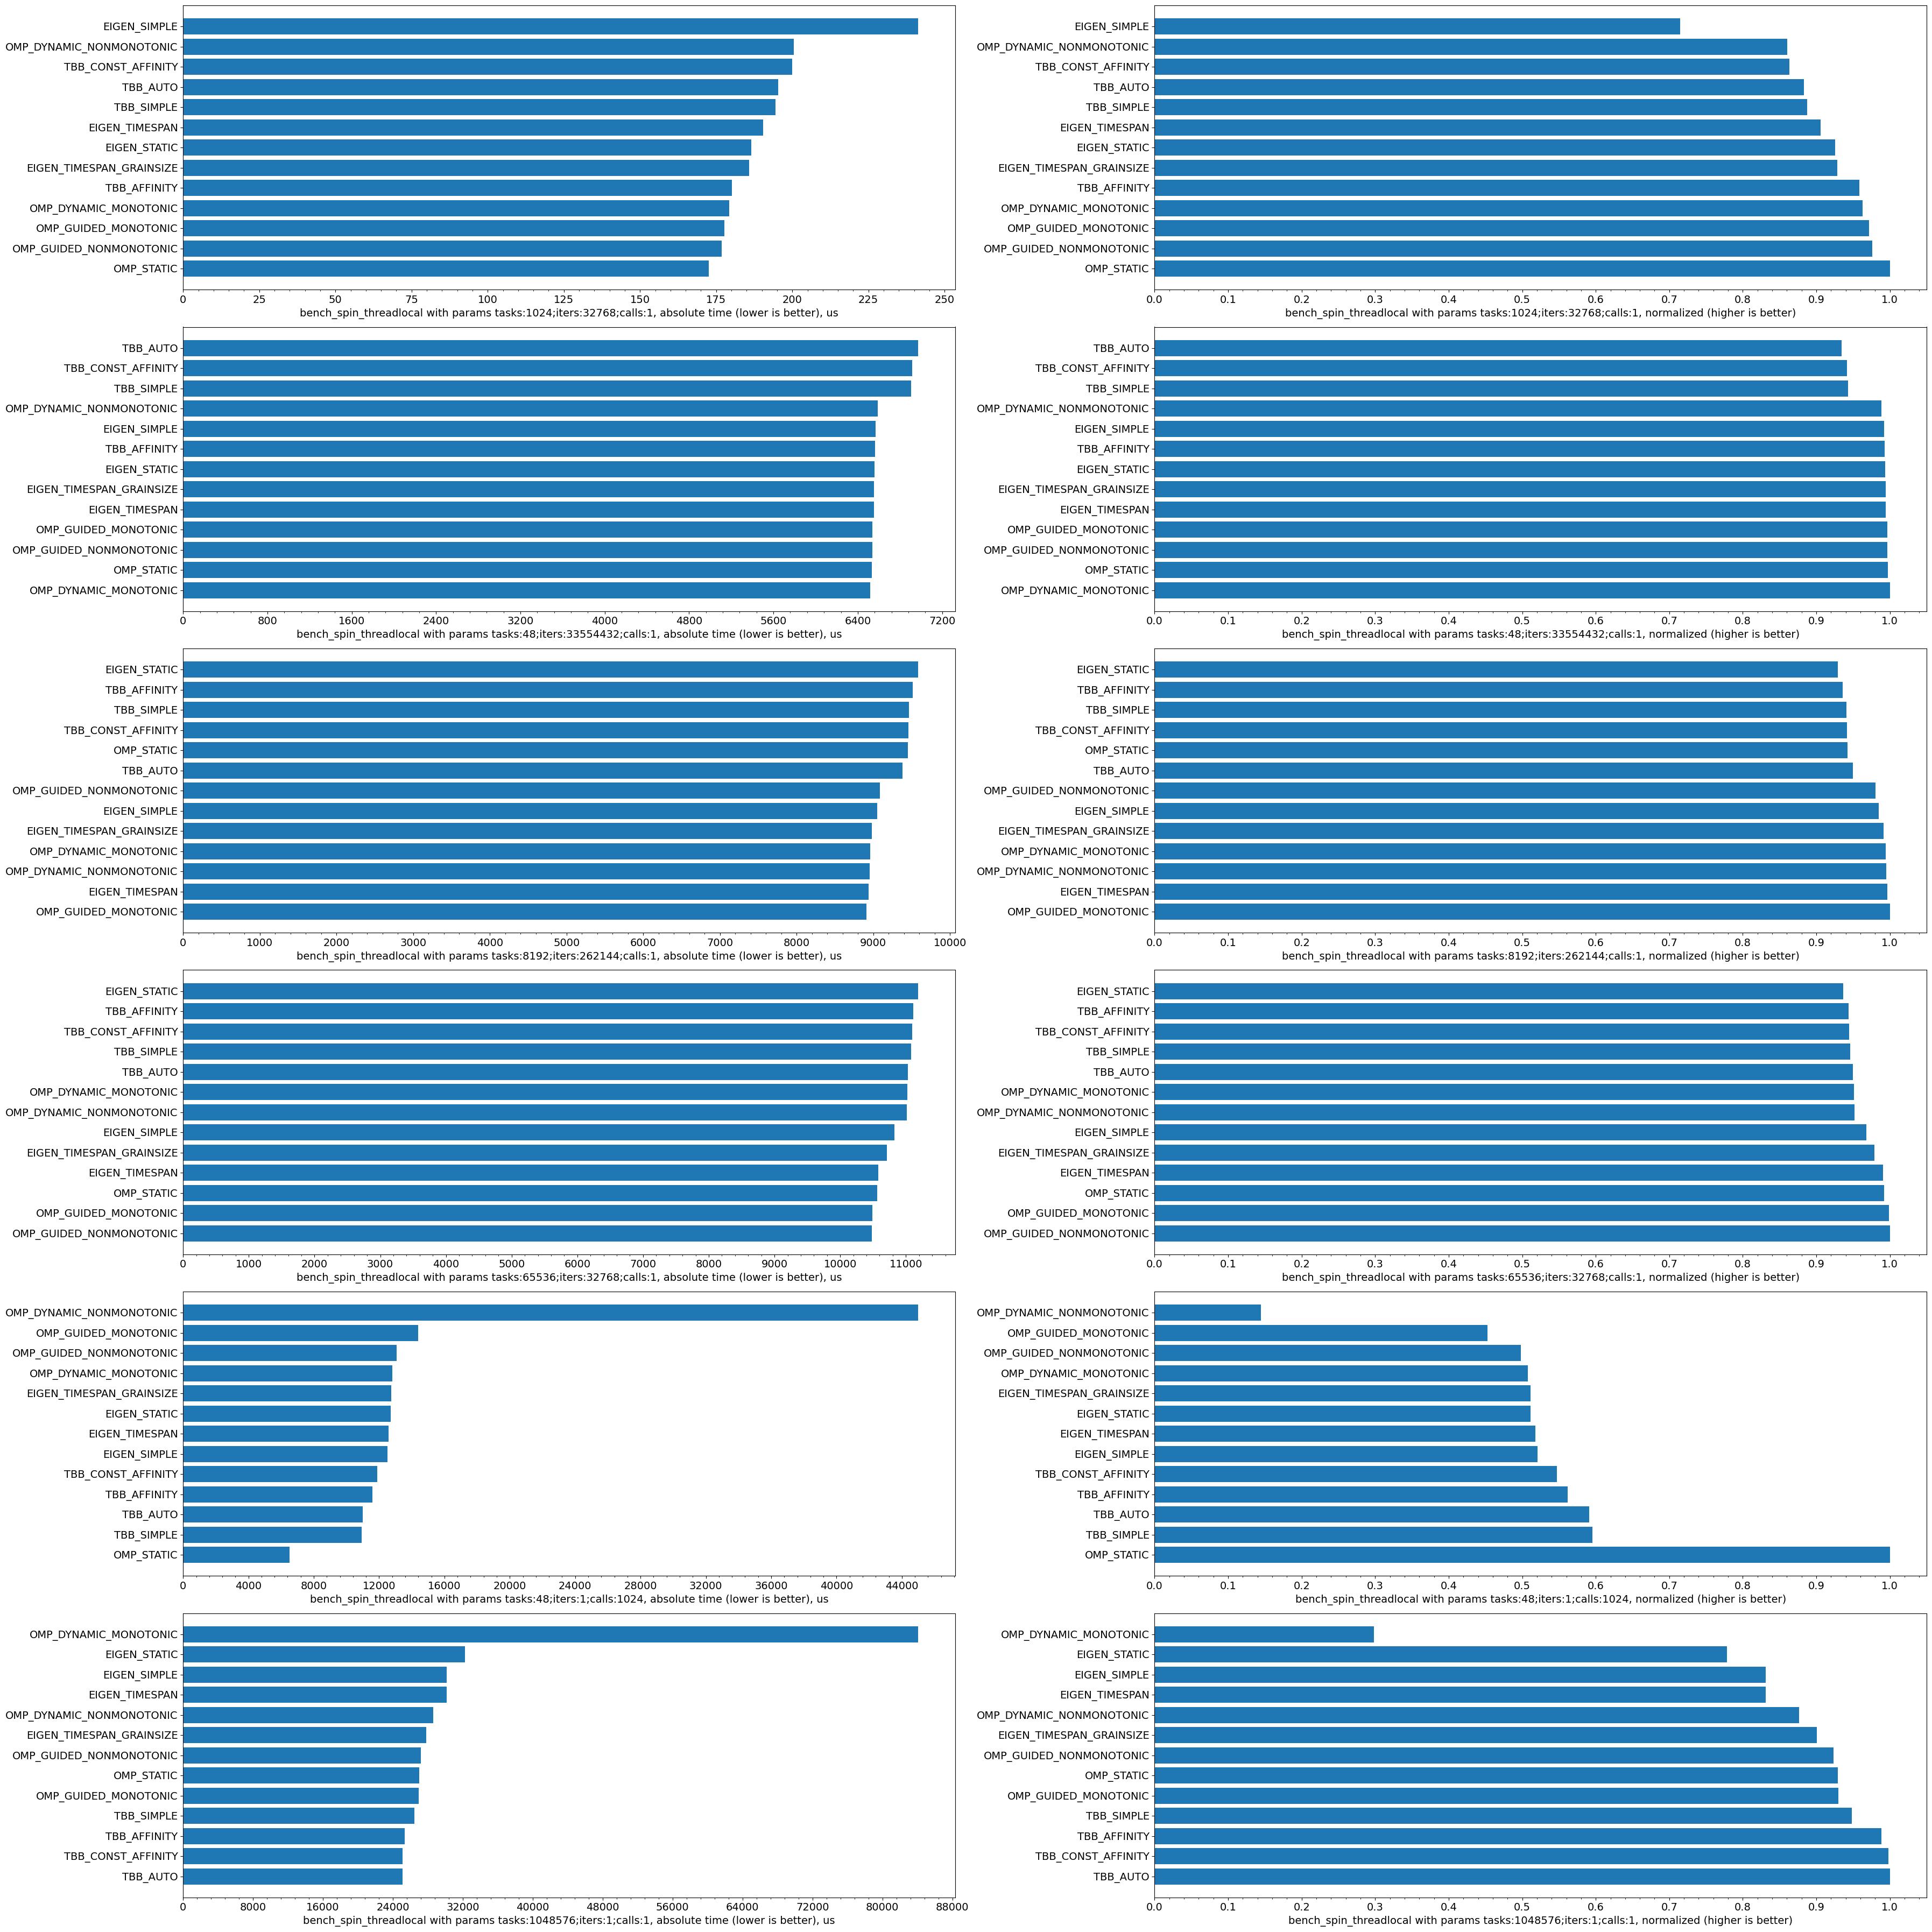 EIGEN_SIMPLE
OMP_DYNAMIC_NONMONOTONIC
TBB_CONST_AFFINITY
TBB_AUTO
TBB_SIMPLE
EIGEN_TIMESPAN
EIGEN_STATIC
EIGEN_TIMESPAN_GRAINSIZE
TBB_AFFINITY
OMP_DYNAMIC_MONOTONIC
OMP_GUIDED_MONOTONIC
OMP_GUIDED_NONMONOTONIC
OMP_STATIC
0 25 50 75 100 125 150 175 200 225 250
bench_spin_threadlocal with params tasks:1024;iters:32768;calls:1, absolute time (lower is better), us
EIGEN_SIMPLE
OMP_DYNAMIC_NONMONOTONIC
TBB_CONST_AFFINITY
TBB_AUTO
TBB_SIMPLE
EIGEN_TIMESPAN
EIGEN_STATIC
EIGEN_TIMESPAN_GRAINSIZE
TBB_AFFINITY
OMP_DYNAMIC_MONOTONIC
OMP_GUIDED_MONOTONIC
OMP_GUIDED_NONMONOTONIC
OMP_STATIC
0.0 0.1 0.2 0.3 0.4 0.5 0.6 0.7 0.8 0.9 1.0
bench_spin_threadlocal with params tasks:1024;iters:32768;calls:1, normalized (higher is better)
TBB_AUTO
TBB_CONST_AFFINITY
TBB_SIMPLE
OMP_DYNAMIC_NONMONOTONIC
EIGEN_SIMPLE
TBB_AFFINITY
EIGEN_STATIC
EIGEN_TIMESPAN_GRAINSIZE
EIGEN_TIMESPAN
OMP_GUIDED_MONOTONIC
OMP_GUIDED_NONMONOTONIC
OMP_STATIC
OMP_DYNAMIC_MONOTONIC
0 800 1600 2400 3200 4000 4800 5600 6400 7200
bench_spin_threadlocal with params tasks:48;iters:33554432;calls:1, absolute time (lower is better), us
TBB_AUTO
TBB_CONST_AFFINITY
TBB_SIMPLE
OMP_DYNAMIC_NONMONOTONIC
EIGEN_SIMPLE
TBB_AFFINITY
EIGEN_STATIC
EIGEN_TIMESPAN_GRAINSIZE
EIGEN_TIMESPAN
OMP_GUIDED_MONOTONIC
OMP_GUIDED_NONMONOTONIC
OMP_STATIC
OMP_DYNAMIC_MONOTONIC
0.0 0.1 0.2 0.3 0.4 0.5 0.6 0.7 0.8 0.9 1.0
bench_spin_threadlocal with params tasks:48;iters:33554432;calls:1, normalized (higher is better)
EIGEN_STATIC
TBB_AFFINITY
TBB_SIMPLE
TBB_CONST_AFFINITY
OMP_STATIC
TBB_AUTO
OMP_GUIDED_NONMONOTONIC
EIGEN_SIMPLE
EIGEN_TIMESPAN_GRAINSIZE
OMP_DYNAMIC_MONOTONIC
OMP_DYNAMIC_NONMONOTONIC
EIGEN_TIMESPAN
OMP_GUIDED_MONOTONIC
0 1000 2000 3000 4000 5000 6000 7000 8000 9000 10000
bench_spin_threadlocal with params tasks:8192;iters:262144;calls:1, absolute time (lower is better), us
EIGEN_STATIC
TBB_AFFINITY
TBB_SIMPLE
TBB_CONST_AFFINITY
OMP_STATIC
TBB_AUTO
OMP_GUIDED_NONMONOTONIC
EIGEN_SIMPLE
EIGEN_TIMESPAN_GRAINSIZE
OMP_DYNAMIC_MONOTONIC
OMP_DYNAMIC_NONMONOTONIC
EIGEN_TIMESPAN
OMP_GUIDED_MONOTONIC
0.0 0.1 0.2 0.3 0.4 0.5 0.6 0.7 0.8 0.9 1.0
bench_spin_threadlocal with params tasks:8192;iters:262144;calls:1, normalized (higher is better)
EIGEN_STATIC
TBB_AFFINITY
TBB_CONST_AFFINITY
TBB_SIMPLE
TBB_AUTO
OMP_DYNAMIC_MONOTONIC
OMP_DYNAMIC_NONMONOTONIC
EIGEN_SIMPLE
EIGEN_TIMESPAN_GRAINSIZE
EIGEN_TIMESPAN
OMP_STATIC
OMP_GUIDED_MONOTONIC
OMP_GUIDED_NONMONOTONIC
0 1000 2000 3000 4000 5000 6000 7000 8000 9000 10000 11000
bench_spin_threadlocal with params tasks:65536;iters:32768;calls:1, absolute time (lower is better), us
EIGEN_STATIC
TBB_AFFINITY
TBB_CONST_AFFINITY
TBB_SIMPLE
TBB_AUTO
OMP_DYNAMIC_MONOTONIC
OMP_DYNAMIC_NONMONOTONIC
EIGEN_SIMPLE
EIGEN_TIMESPAN_GRAINSIZE
EIGEN_TIMESPAN
OMP_STATIC
OMP_GUIDED_MONOTONIC
OMP_GUIDED_NONMONOTONIC
0.0 0.1 0.2 0.3 0.4 0.5 0.6 0.7 0.8 0.9 1.0
bench_spin_threadlocal with params tasks:65536;iters:32768;calls:1, normalized (higher is better)
OMP_DYNAMIC_NONMONOTONIC
OMP_GUIDED_MONOTONIC
OMP_GUIDED_NONMONOTONIC
OMP_DYNAMIC_MONOTONIC
EIGEN_TIMESPAN_GRAINSIZE
EIGEN_STATIC
EIGEN_TIMESPAN
EIGEN_SIMPLE
TBB_CONST_AFFINITY
TBB_AFFINITY
TBB_AUTO
TBB_SIMPLE
OMP_STATIC
0 4000 8000 12000 16000 20000 24000 28000 32000 36000 40000 44000
bench_spin_threadlocal with params tasks:48;iters:1;calls:1024, absolute time (lower is better), us
OMP_DYNAMIC_NONMONOTONIC
OMP_GUIDED_MONOTONIC
OMP_GUIDED_NONMONOTONIC
OMP_DYNAMIC_MONOTONIC
EIGEN_TIMESPAN_GRAINSIZE
EIGEN_STATIC
EIGEN_TIMESPAN
EIGEN_SIMPLE
TBB_CONST_AFFINITY
TBB_AFFINITY
TBB_AUTO
TBB_SIMPLE
OMP_STATIC
0.0 0.1 0.2 0.3 0.4 0.5 0.6 0.7 0.8 0.9 1.0
bench_spin_threadlocal with params tasks:48;iters:1;calls:1024, normalized (higher is better)
OMP_DYNAMIC_MONOTONIC
EIGEN_STATIC
EIGEN_SIMPLE
EIGEN_TIMESPAN
OMP_DYNAMIC_NONMONOTONIC
EIGEN_TIMESPAN_GRAINSIZE
OMP_GUIDED_NONMONOTONIC
OMP_STATIC
OMP_GUIDED_MONOTONIC
TBB_SIMPLE
TBB_AFFINITY
TBB_CONST_AFFINITY
TBB_AUTO
0 8000 16000 24000 32000 40000 48000 56000 64000 72000 80000 88000
bench_spin_threadlocal with params tasks:1048576;iters:1;calls:1, absolute time (lower is better), us
OMP_DYNAMIC_MONOTONIC
EIGEN_STATIC
EIGEN_SIMPLE
EIGEN_TIMESPAN
OMP_DYNAMIC_NONMONOTONIC
EIGEN_TIMESPAN_GRAINSIZE
OMP_GUIDED_NONMONOTONIC
OMP_STATIC
OMP_GUIDED_MONOTONIC
TBB_SIMPLE
TBB_AFFINITY
TBB_CONST_AFFINITY
TBB_AUTO
0.0 0.1 0.2 0.3 0.4 0.5 0.6 0.7 0.8 0.9 1.0
bench_spin_threadlocal with params tasks:1048576;iters:1;calls:1, normalized (higher is better)